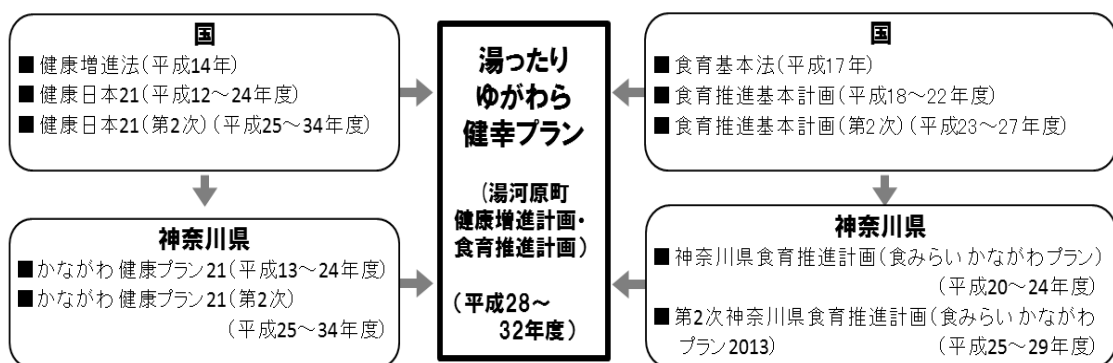 国
■健康増進法(平成14年)
■健康日本21(平成12～24年度)
■健康日本21(第2次)(平成25～34年度)
神奈川県
■かながわ健康プラン21(平成13～24年度)
■かながわ健康プラン21(第2次)
(平成25～34年度)
湯ったり
ゆがわら
健幸プラン
(湯河原町
健康増進計画・
食育推進計画)
(平成28～
32年度)
国
■食育基本法(平成17年)
■食育推進基本計画(平成18～22年度)
■食育推進基本計画(第2次)(平成23～27年度)
神奈川県
■神奈川県食育推進計画(食みらい かながわプラン)
(平成20～24年度)
■第2次神奈川県食育推進計画(食みらい かながわ
プラン2013) (平成25～29年度)